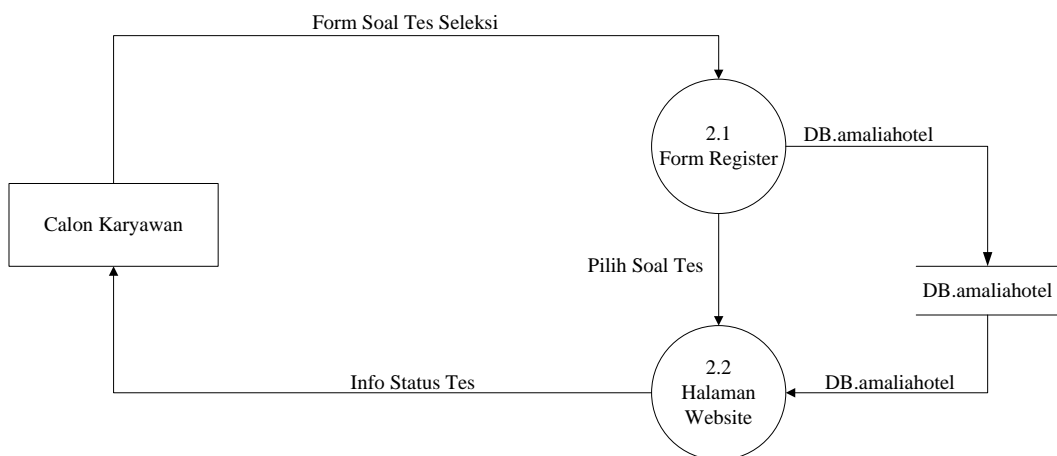 Form Soal Tes Seleksi
2.1
Form Register
DB.amaliahotel
Calon Karyawan
Pilih Soal Tes
DB.amaliahotel
2.2
Halaman
Website
Info Status Tes
DB.amaliahotel